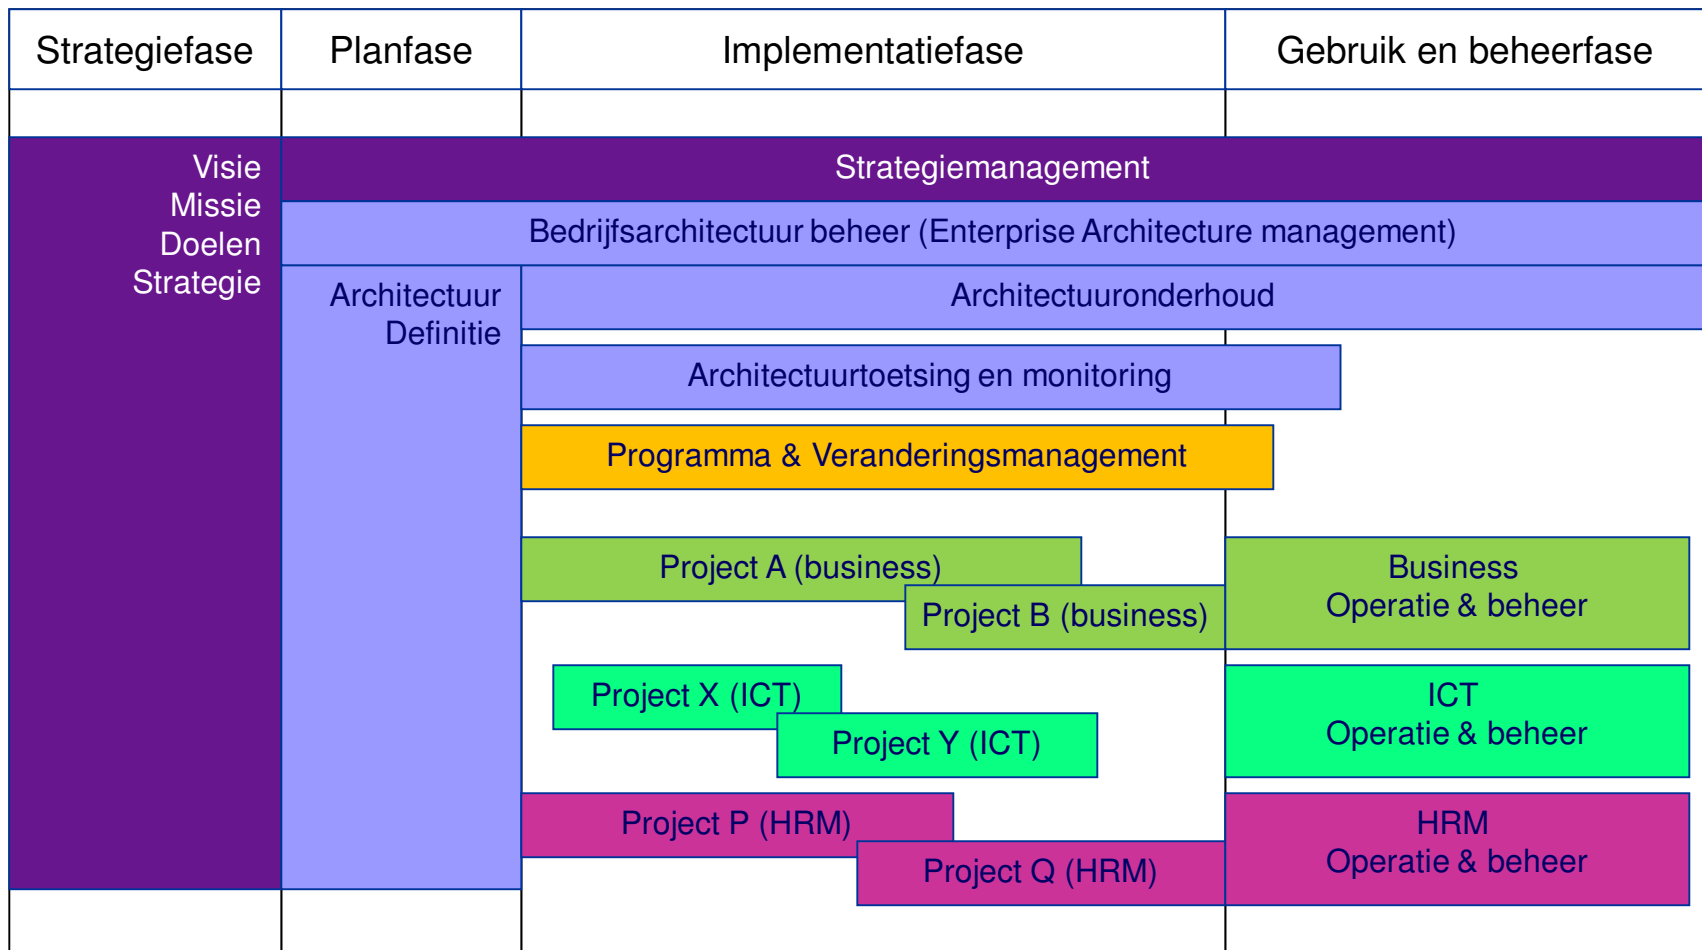 Strategiefase
Planfase
Implementatiefase
Gebruik en beheerfase
Visie
Missie
Doelen
Strategie
Strategiemanagement
Bedrijfsarchitectuur beheer (Enterprise Architecture management)
Architectuur
Definitie
Architectuuronderhoud
Architectuurtoetsing en monitoring
Programma & Veranderingsmanagement
Project A (business)
Project B (business)
Business
Operatie & beheer
Project X (ICT)
Project Y (ICT)
ICT
Operatie & beheer
Project P (HRM)
Project Q (HRM)
HRM
Operatie & beheer